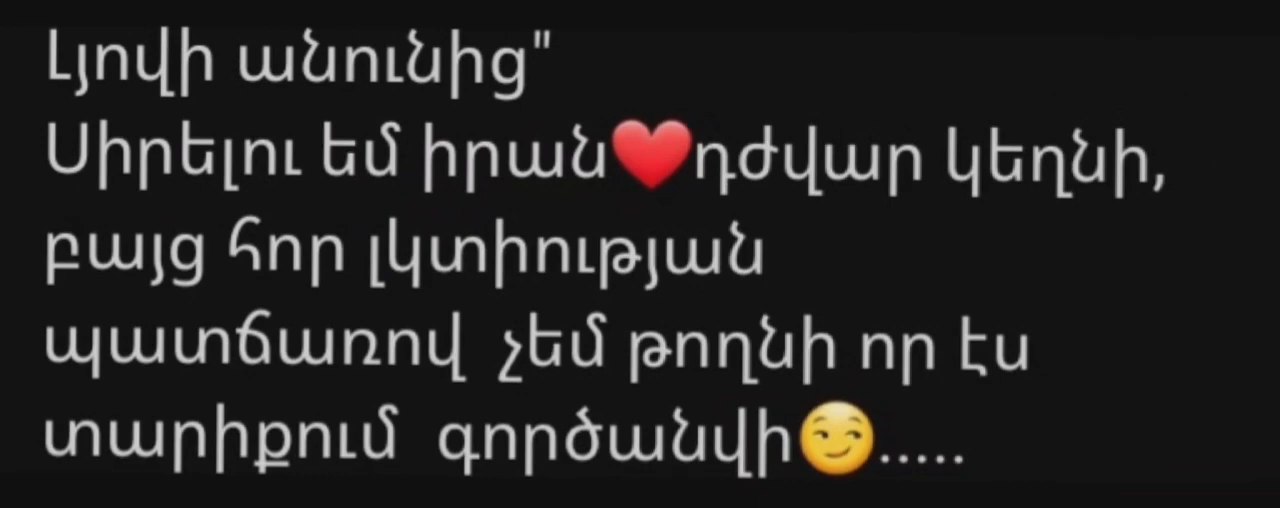 Լյովի անունից"
Սիրելու եմ իրան❤️դժվար կեղնի,
բայց հոր լկտիության
պատճառով չեմ թողնի որ էս
տարիքում գործանվի😏.....